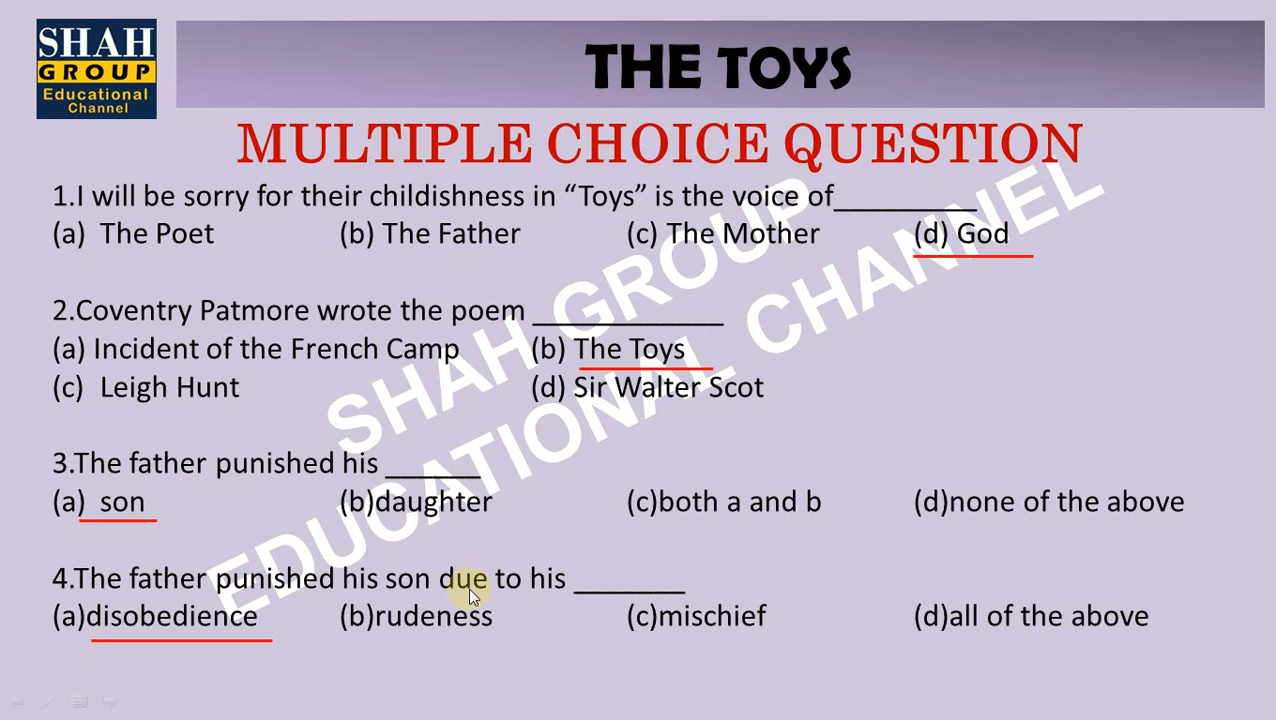 SHAH
GROUP
Educational
Channel
THE TOYS
MULTIPLE CHOICE QUESTION
1.I will be sorry for their childishness in “Toys” is the voice of_________
(a) The Poet (b) The Father (c) The Mother (d) God
2.Coventry Patmore wrote the poem ____________
(a) Incident of the French Camp (b) The Toys
(c) Leigh Hunt (d) Sir Walter Scot
3.The father punished his ______
(a) son (b)daughter (c)both a and b (d)none of the above
4.The father punished his son due to his _______
(a)disobedience (b)rudeness (c)mischief (d)all of the above
SHAH GROUP
EDUCATIONAL CHANNEL